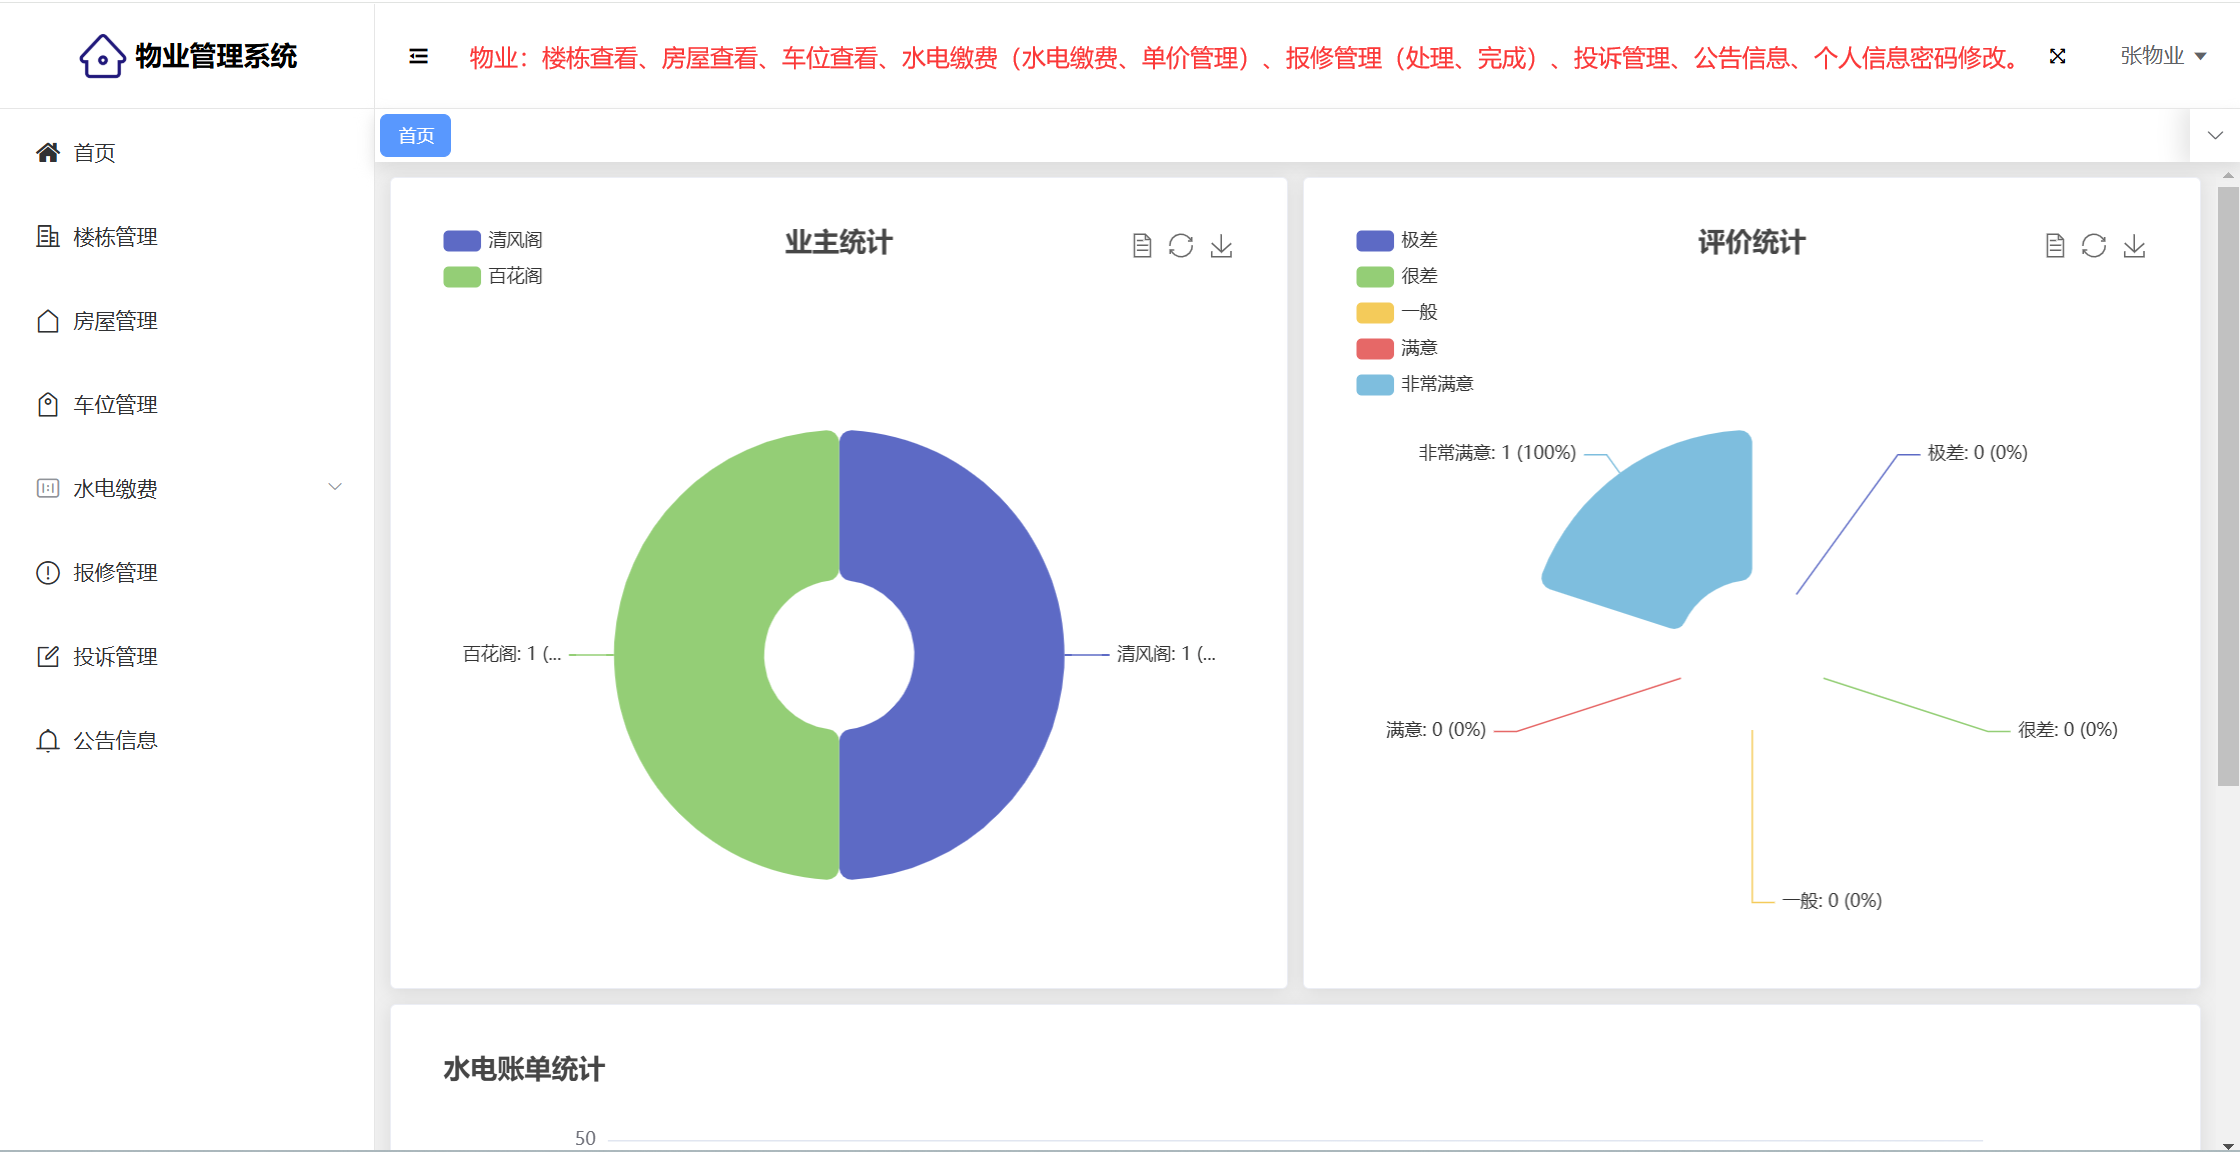 物业管理系统
物业：楼栋查看、房屋查看、车位查看、水电缴费（水电缴费、单价管理）、报修管理（处理、完成）、投诉管理、公告信息、个人信息密码修改。
张物业
首页
楼栋管理
房屋管理
车位管理
水电缴费
报修管理
投诉管理
公告信息
首页
业主统计
清风阁
百花阁
百花阁: 1 (...
清风阁: 1 (...
评价统计
极差
很差
一般
满意
非常满意
非常满意: 1 (100%)
极差: 0 (0%)
满意: 0 (0%)
很差: 0 (0%)
一般: 0 (0%)
水电账单统计
50